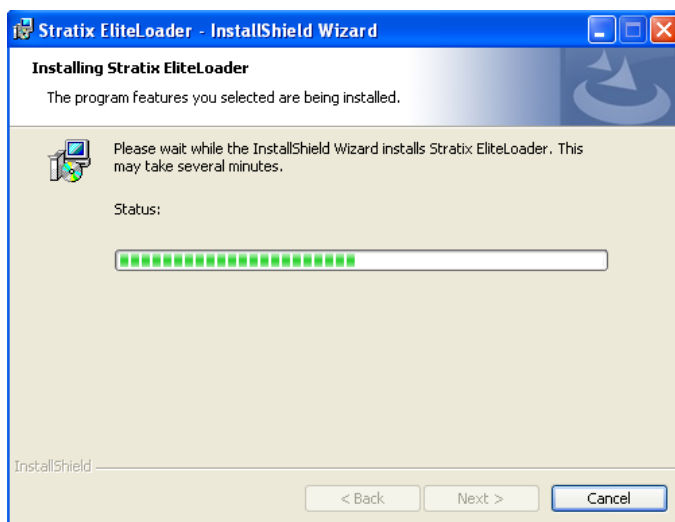 Stratix EliteLoader - InstallShield Wizard
Installing Stratix EliteLoader
The program features you selected are being installed.
Please wait while the InstallShield Wizard installs Stratix EliteLoader. This
may take several minutes.
Status:
InstallShield
< Back
Next >
Cancel